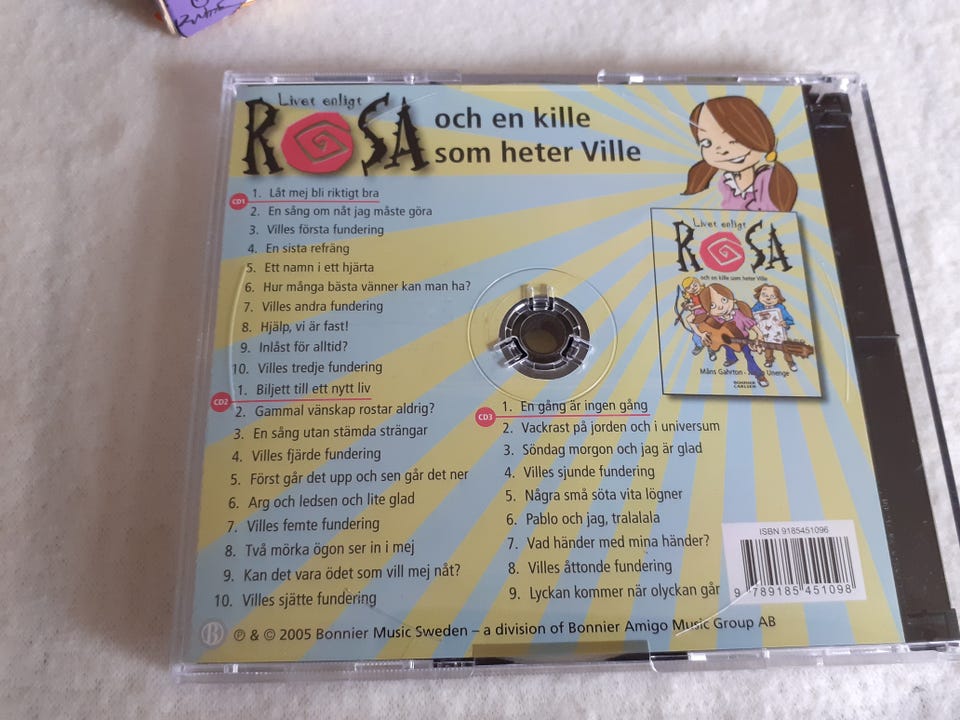 Livet enligt
ROSA
och en kille
som heter Ville
CD1
1. Låt mej bli riktigt bra
2. En sång om nåt jag måste göra
3. Villes första fundering
4. En sista refräng
5. Ett namn i ett hjärta
6. Hur många bästa vänner kan man ha?
7. Villes andra fundering
8. Hjälp, vi är fast!
9. Inlåst för alltid?
10. Villes tredje fundering
CD2
1. Biljett till ett nytt liv
2. Gammal vänskap rostar aldrig?
3. En sång utan stämda strängar
4. Villes fjärde fundering
5. Först går det upp och sen går det ner
6. Arg och ledsen och lite glad
7. Villes femte fundering
8. Två mörka ögon ser in i mej
9. Kan det vara ödet som vill mej nåt?
10. Villes sjätte fundering
CD3
1. En gång är ingen gång
2. Vackrast på jorden och i universum
3. Söndag morgon och jag är glad
4. Villes sjunde fundering
5. Några små söta vita lögner
6. Pablo och jag, tralalala
7. Vad händer med mina händer?
8. Villes åttonde fundering
9. Lyckan kommer när olyckan går
Livet enligt
ROSA
och en kille som heter Ville
Måns Gahrton - Unenge
BONNIER
CARLSEN
ISBN 9185451096
9 789185 451098
B ℗ & © 2005 Bonnier Music Sweden – a division of Bonnier Amigo Music Group AB